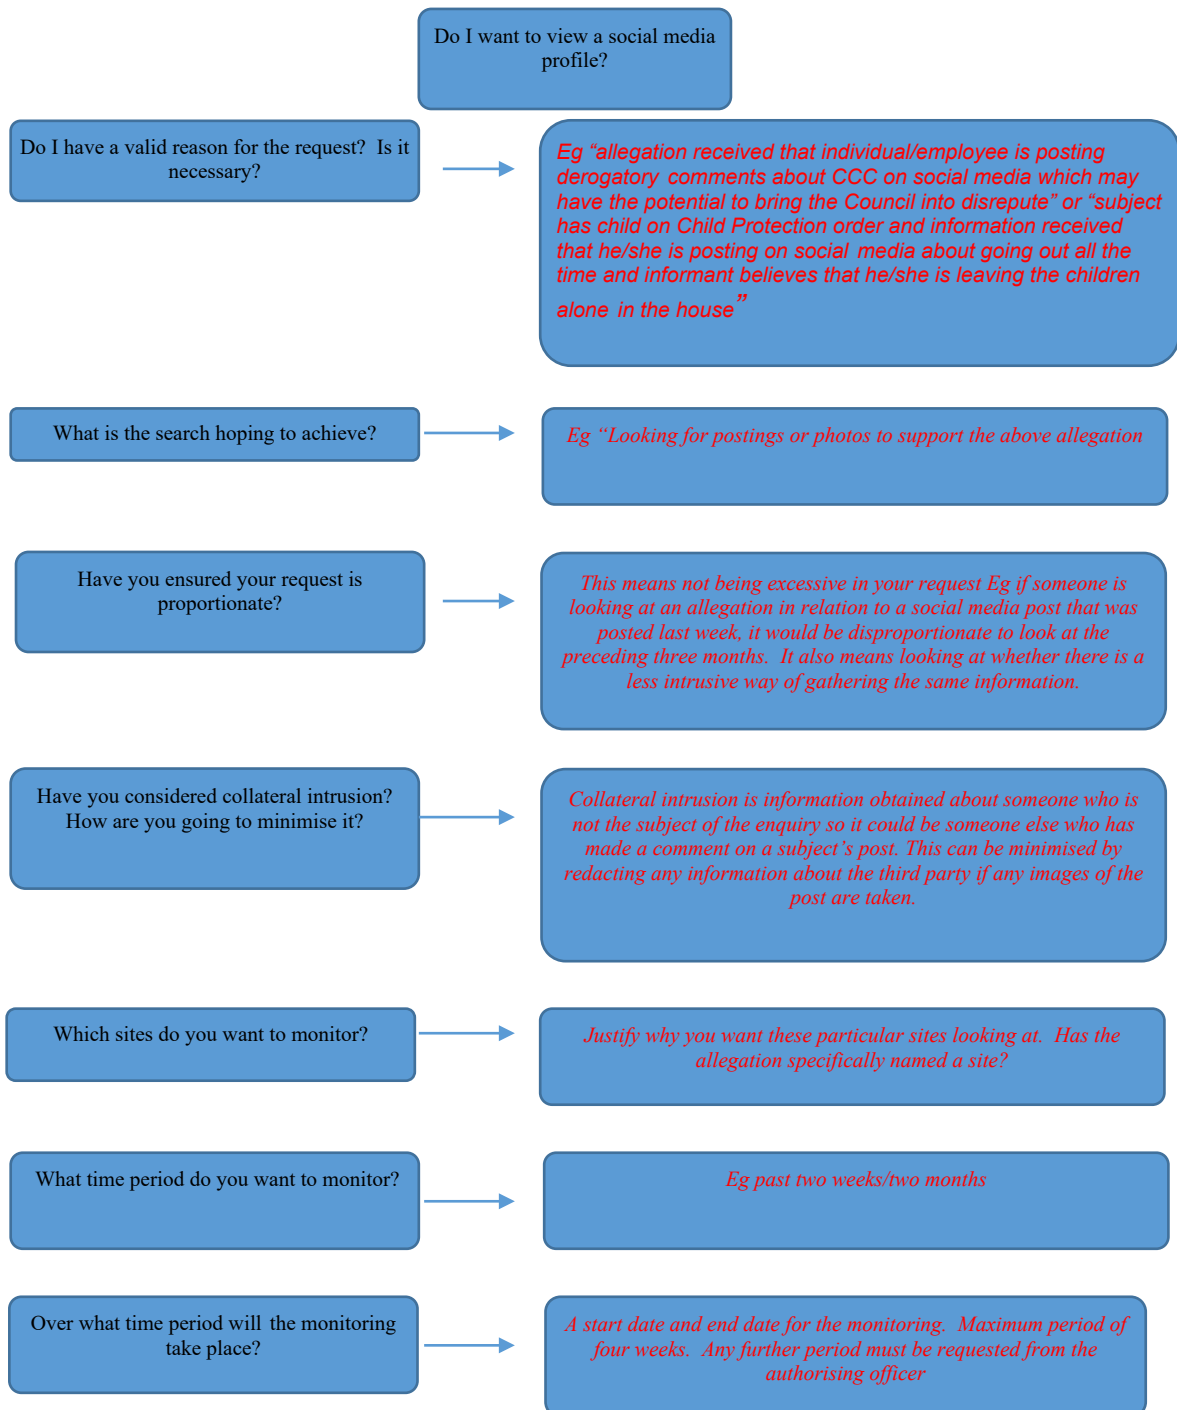 Do I want to view a social media
profile?
Do I have a valid reason for the request? Is it
necessary?
Eg “allegation received that individual/employee is posting
derogatory comments about CCC on social media which may
have the potential to bring the Council into disrepute” or “subject
has child on Child Protection order and information received
that he/she is posting on social media about going out all the
time and informant believes that he/she is leaving the children
alone in the house”
What is the search hoping to achieve?
Eg “Looking for postings or photos to support the above allegation
Have you ensured your request is
proportionate?
This means not being excessive in your request Eg if someone is
looking at an allegation in relation to a social media post that was
posted last week, it would be disproportionate to look at the
preceding three months. It also means looking at whether there is a
less intrusive way of gathering the same information.
Have you considered collateral intrusion?
How are you going to minimise it?
Collateral intrusion is information obtained about someone who is
not the subject of the enquiry so it could be someone else who has
made a comment on a subject’s post. This can be minimised by
redacting any information about the third party if any images of the
post are taken.
Which sites do you want to monitor?
Justify why you want these particular sites looking at. Has the
allegation specifically named a site?
What time period do you want to monitor?
Eg past two weeks/two months
Over what time period will the monitoring
take place?
A start date and end date for the monitoring. Maximum period of
four weeks. Any further period must be requested from the
authorising officer